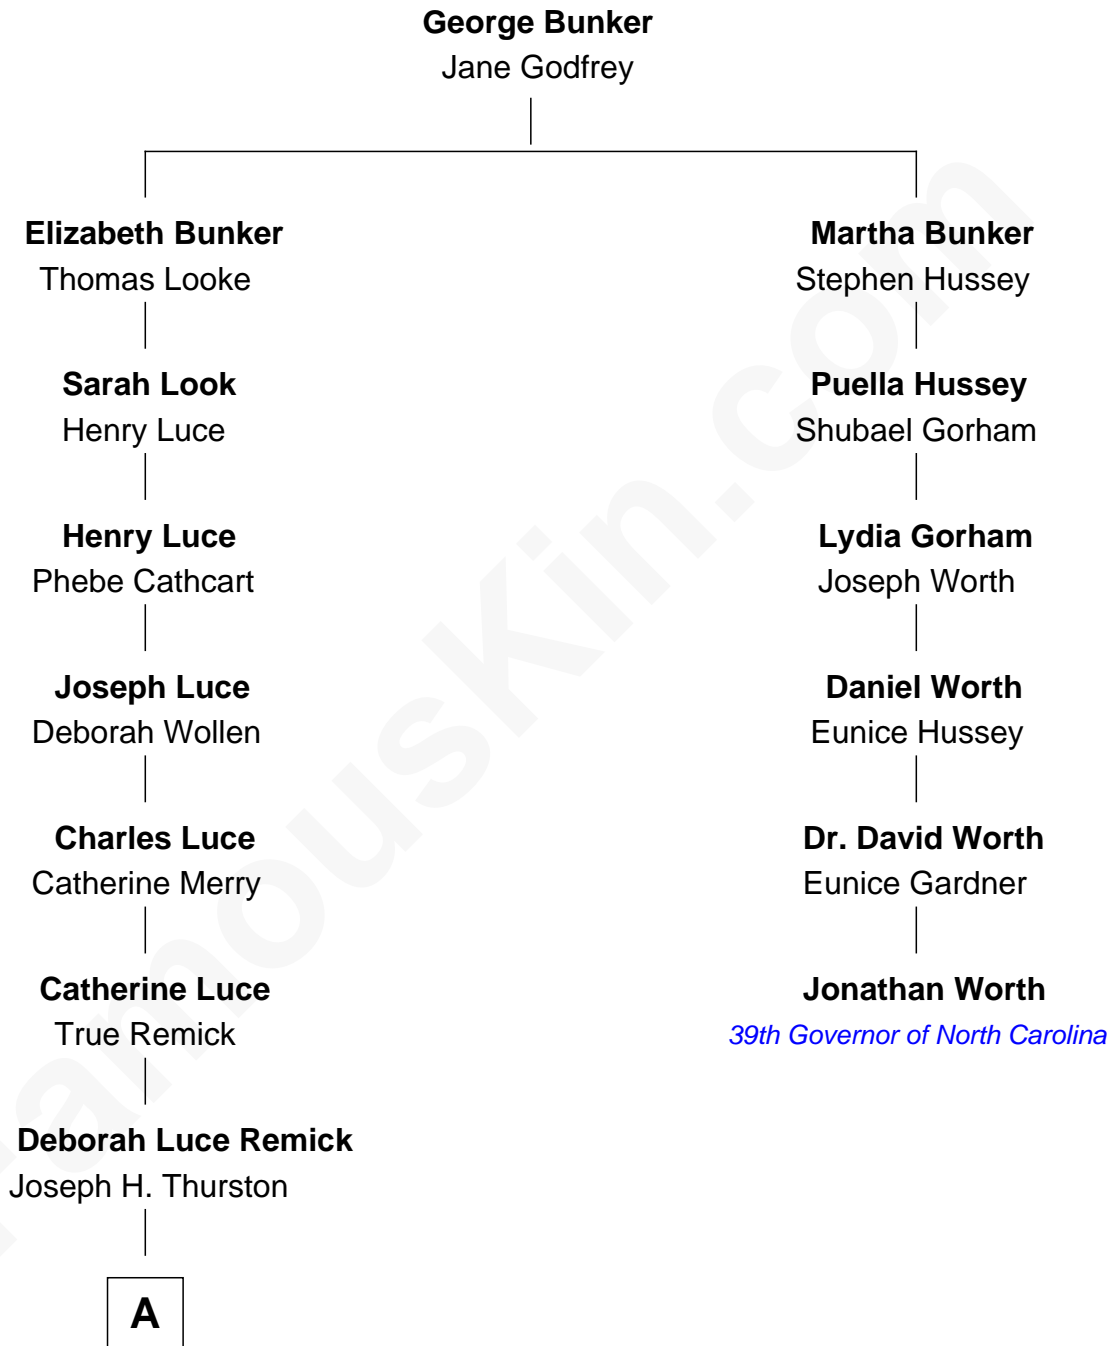 George Bunker
Jane Godfrey
Elizabeth Bunker
Thomas Looke
Martha Bunker
Stephen Hussey
Sarah Look
Henry Luce
Puella Hussey
Shubael Gorham
Henry Luce
Phebe Cathcart
Lydia Gorham
Joseph Worth
Joseph Luce
Deborah Wollen
Daniel Worth
Eunice Hussey
Charles Luce
Catherine Merry
Dr. David Worth
Eunice Gardner
Catherine Luce
True Remick
Jonathan Worth
39th Governor of North Carolina
Deborah Luce Remick
Joseph H. Thurston
A
FamousKin.com